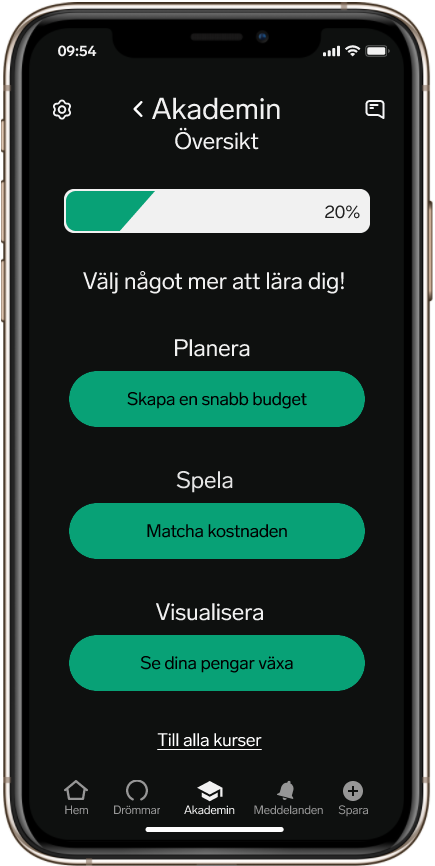 09:54
Akademin
Översikt
20%
Välj något mer att lära dig!
Planera
Skapa en snabb budget
Spela
Matcha kostnaden
Visualisera
Se dina pengar växa
Till alla kurser
Hem Drömmar Akademin Meddelanden Spara